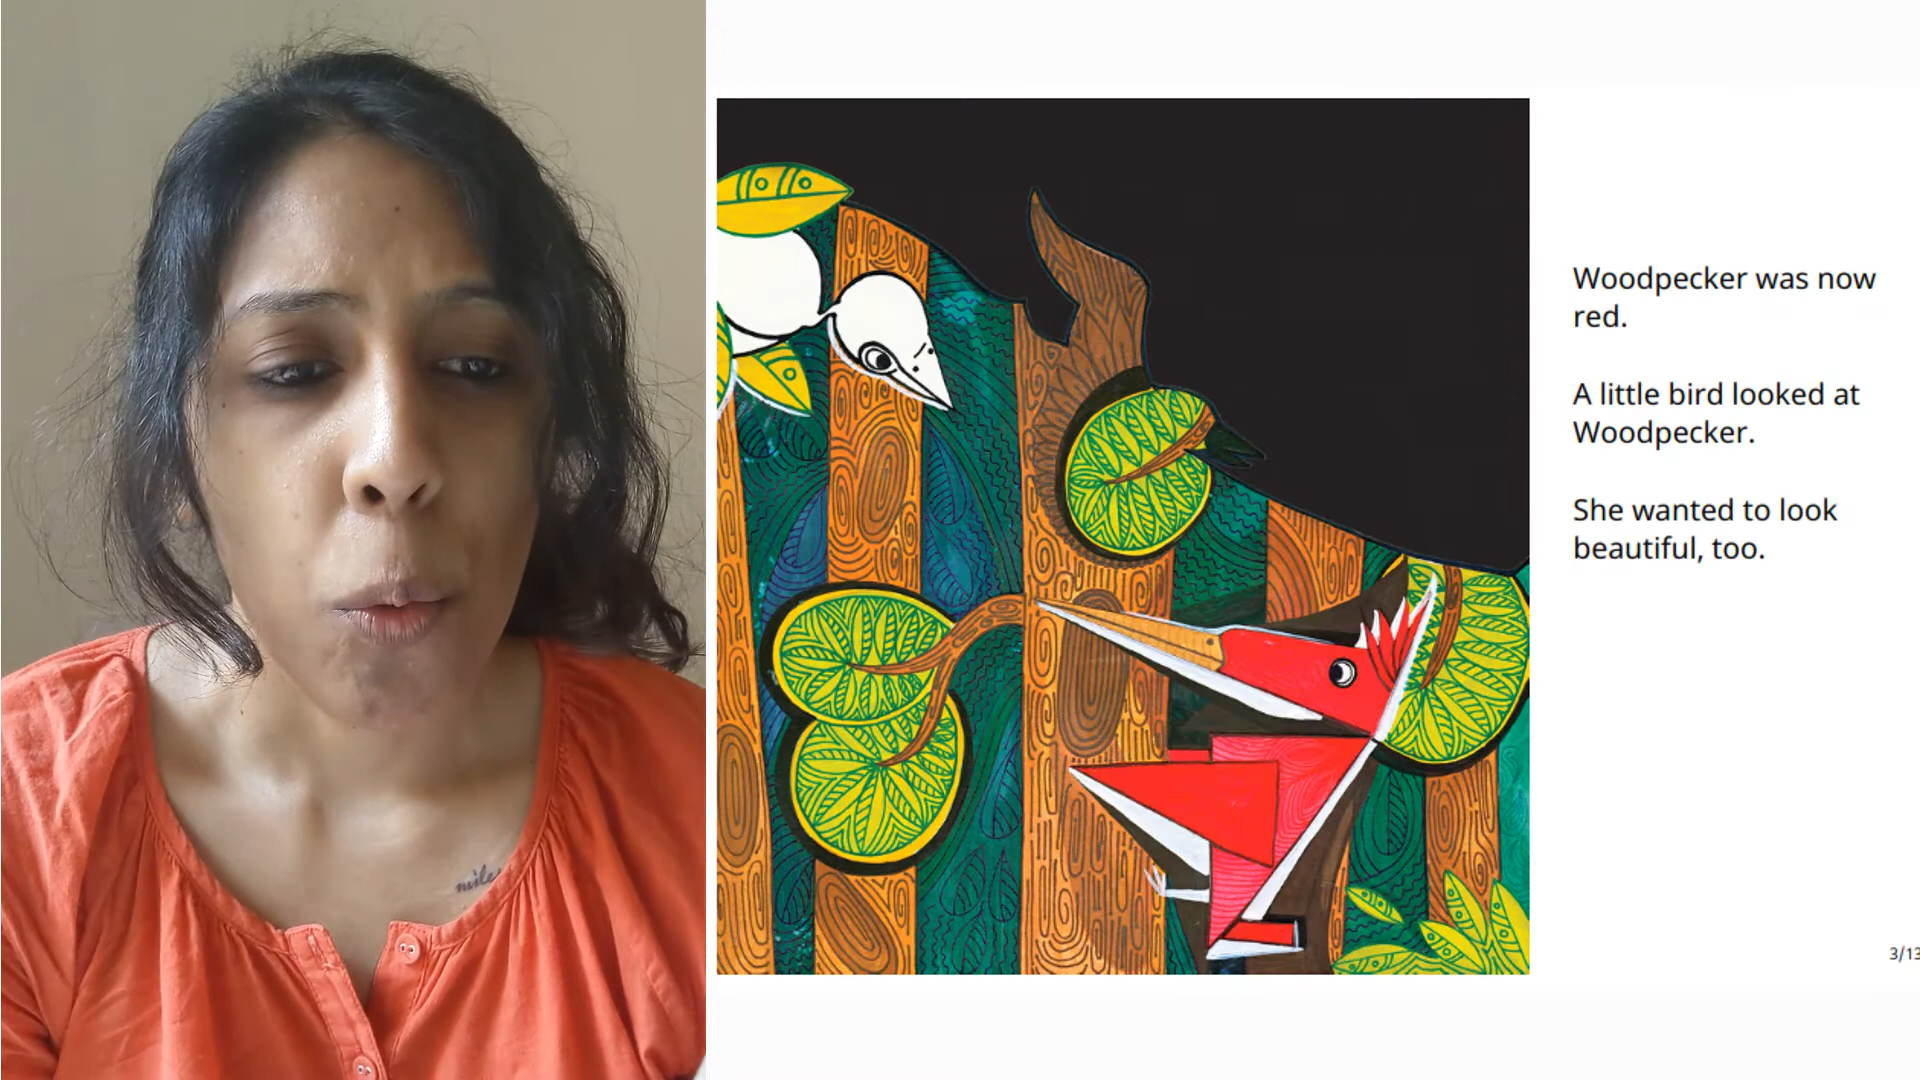 Woodpecker was now
red.
A little bird looked at
Woodpecker.
She wanted to look
beautiful, too.
3/13